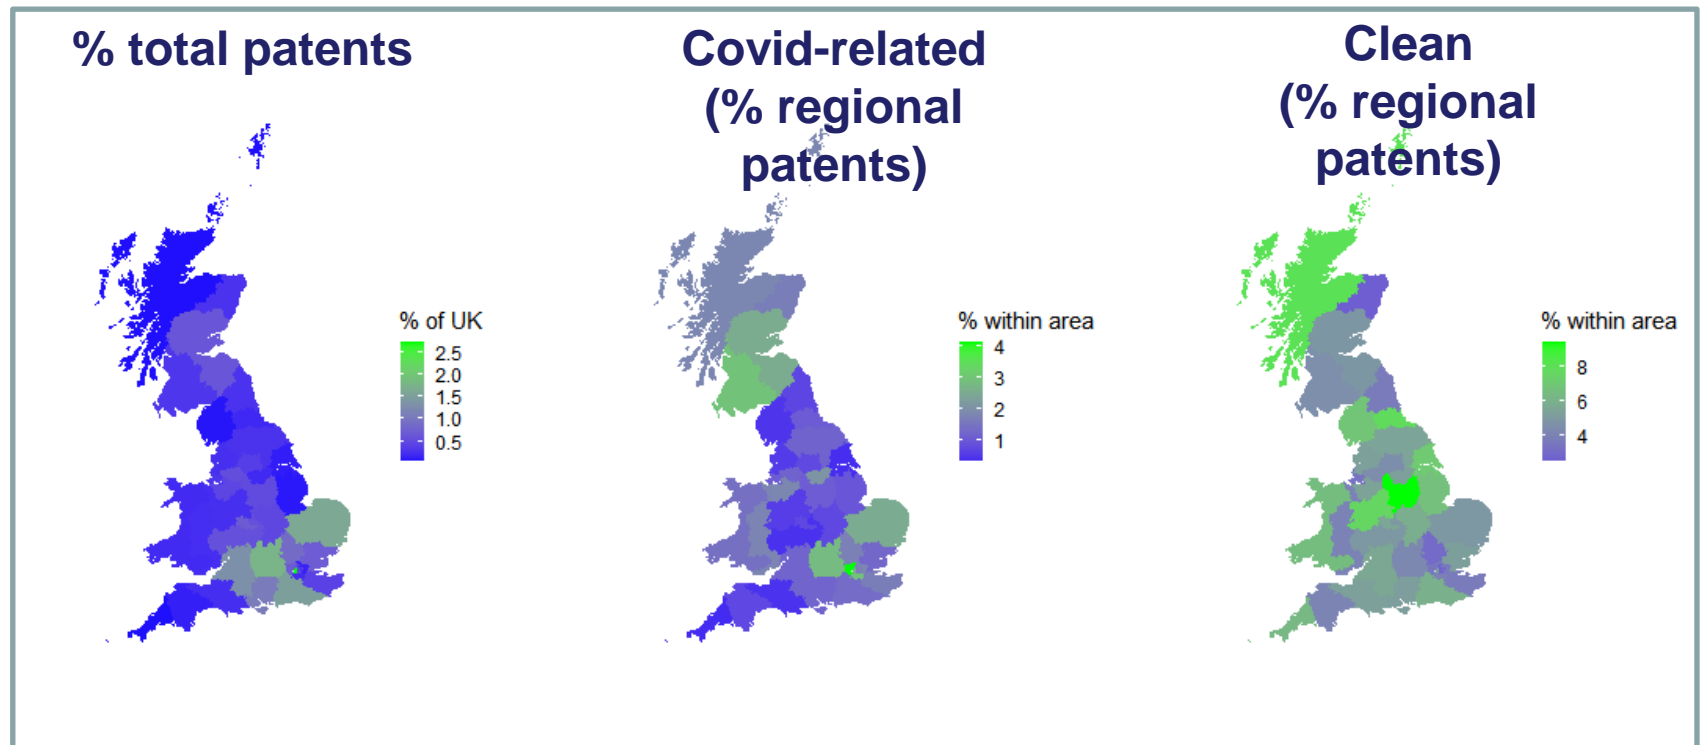 % total patents
Covid-related
(% regional
patents)
Clean
(% regional
patents)
% of UK
2.5
2.0
1.5
1.0
0.5
% within area
4
3
2
1
% within area
8
6
4